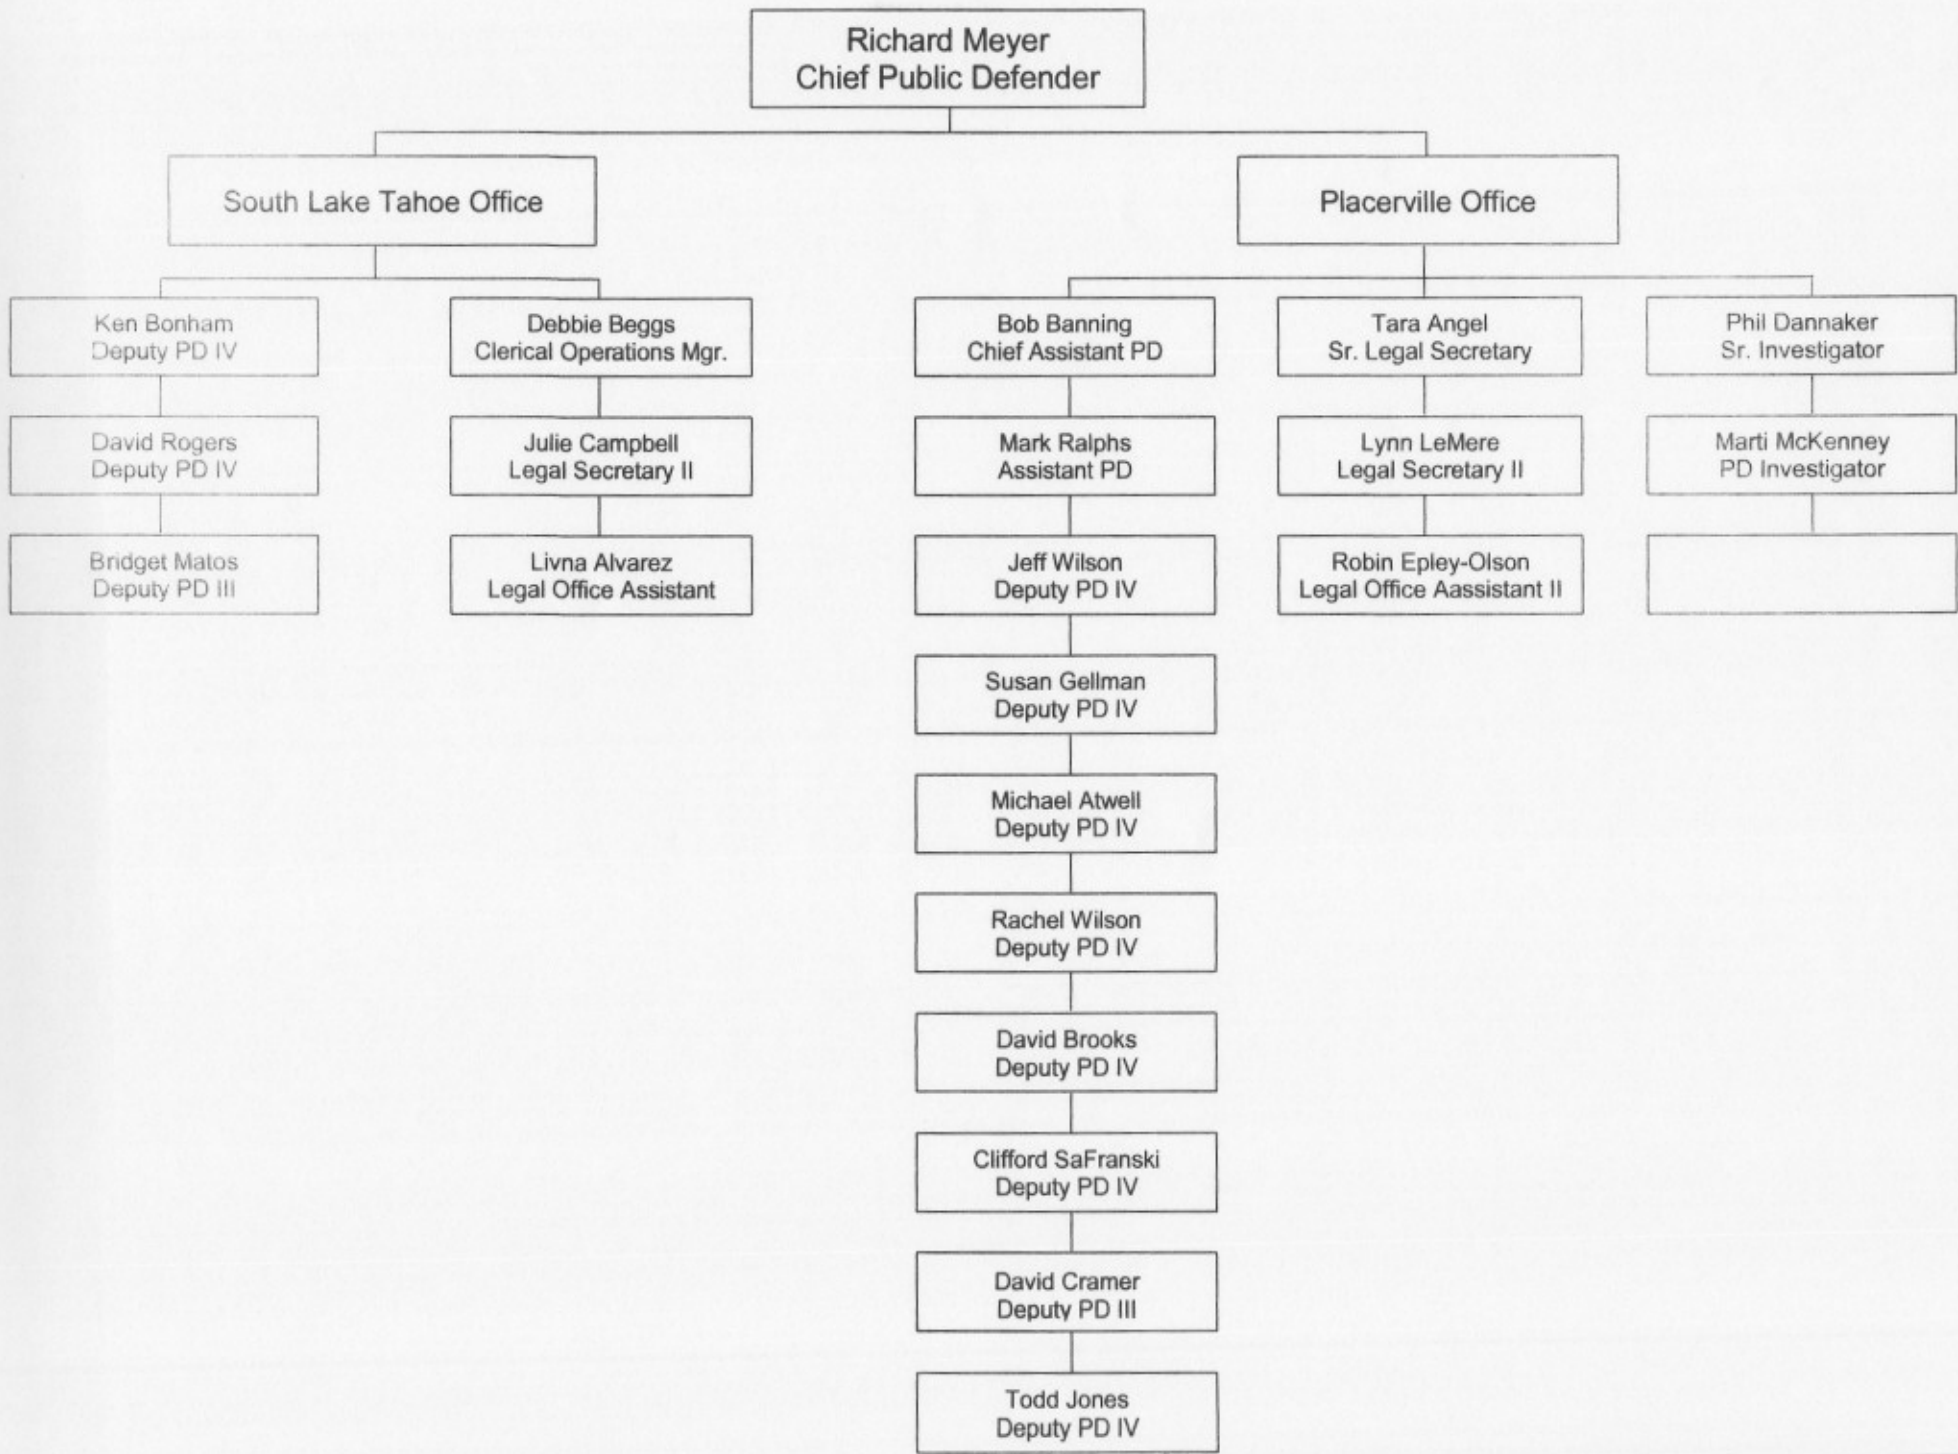 Richard Meyer
Chief Public Defender
South Lake Tahoe Office
Placerville Office
Ken Bonham
Deputy PD IV
Debbie Beggs
Clerical Operations Mgr.
Bob Banning
Chief Assistant PD
Tara Angel
Sr. Legal Secretary
Phil Dannaker
Sr. Investigator
David Rogers
Deputy PD IV
Julie Campbell
Legal Secretary II
Mark Ralphs
Assistant PD
Lynn LeMere
Legal Secretary II
Marti McKenney
PD Investigator
Bridget Matos
Deputy PD III
Livna Alvarez
Legal Office Assistant
Jeff Wilson
Deputy PD IV
Robin Epley-Olson
Legal Office Aassistant II
Susan Gellman
Deputy PD IV
Michael Atwell
Deputy PD IV
Rachel Wilson
Deputy PD IV
David Brooks
Deputy PD IV
Clifford SaFranski
Deputy PD IV
David Cramer
Deputy PD III
Todd Jones
Deputy PD IV